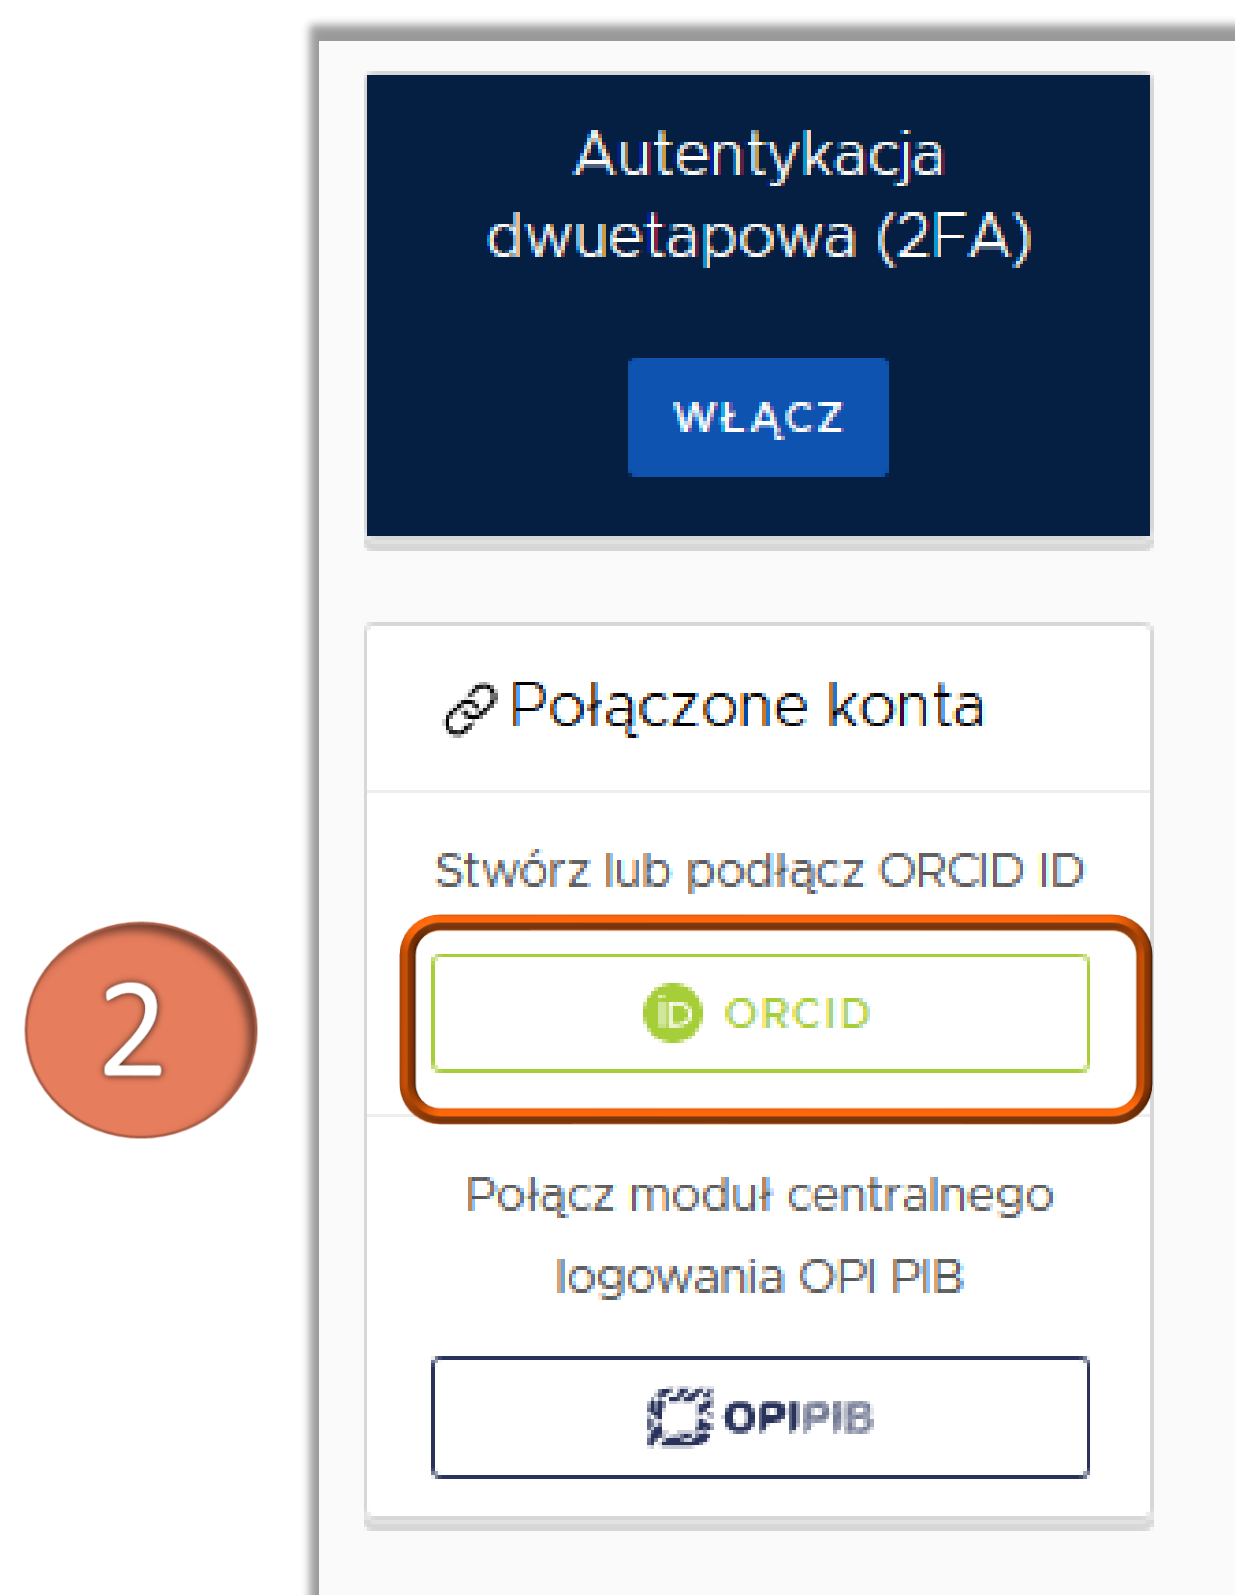 Autentykacja
dwuetapowa (2FA)
WŁĄCZ
Połączone konta
Stwórz lub podłącz ORCID ID
2
iD ORCID
Połącz moduł centralnego
logowania OPI PIB
OPIPIB